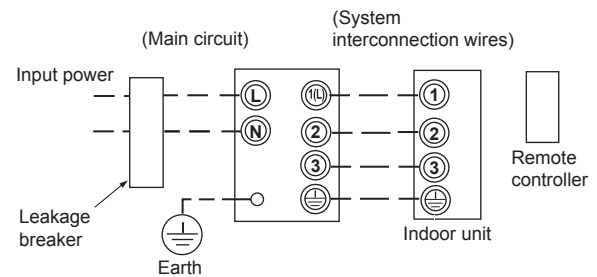 (Main circuit)
(System
interconnection wires)
Input power
L
N
1(L)
2
3
1
2
3
Remote
controller
Leakage
breaker
Earth
Indoor unit